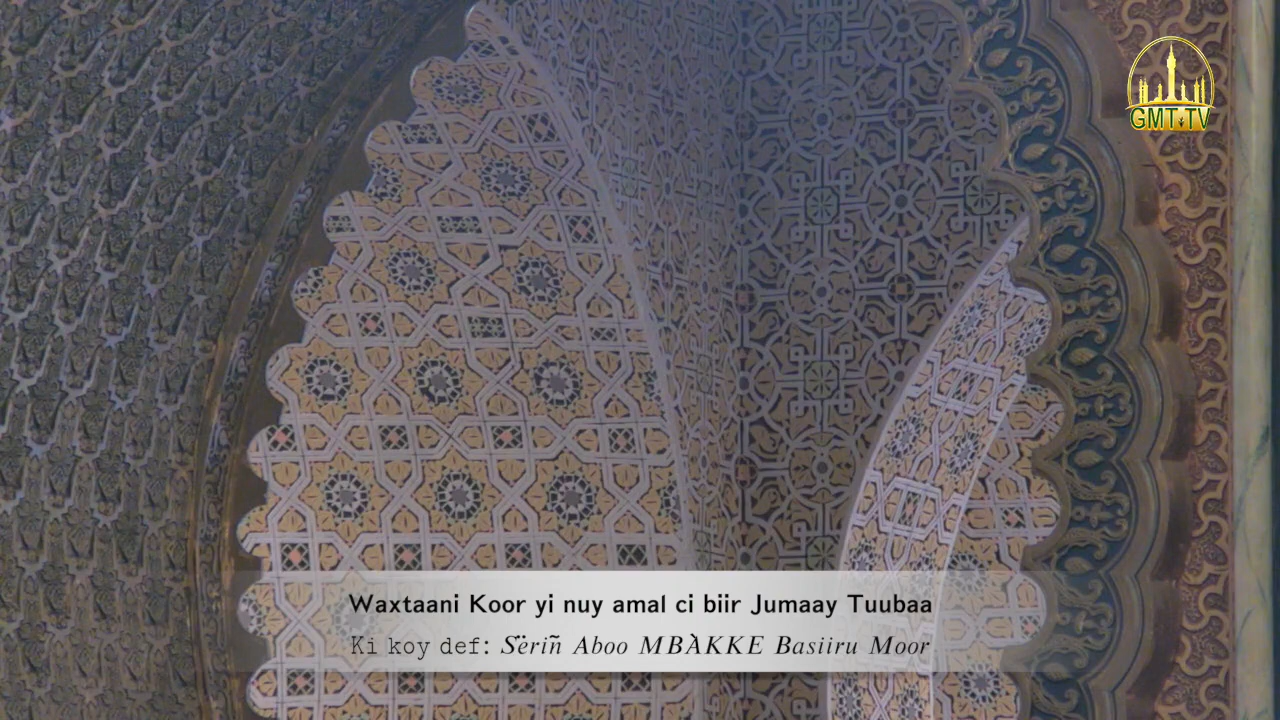 GMT TV
Waxtaani Koor yi nuy amal ci biir Jumaay Tuubaa
Ki koy def: Sëriñ Aboo MBÀKKE Basiiru Moor